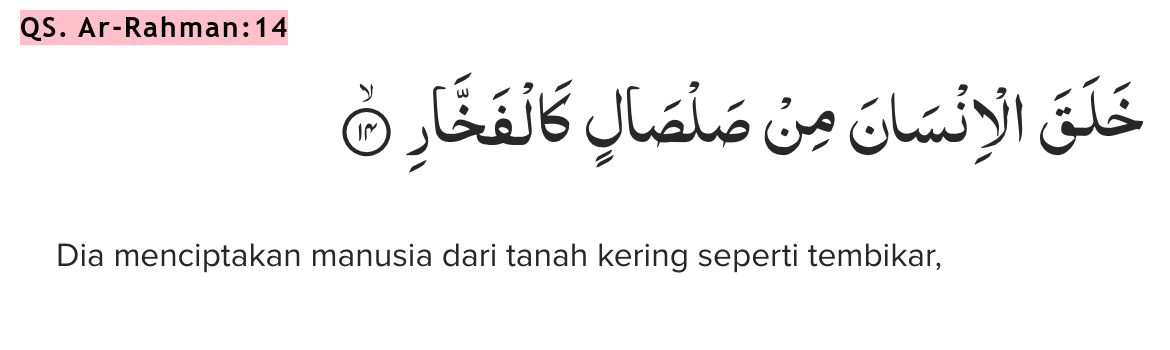 QS. Ar-Rahman:14
خَلَقَ الْاِنْسَانَ مِنْ صَلْصَالٍ كَالْفَخَّارِ ۙ ١٤
Dia menciptakan manusia dari tanah kering seperti tembikar,